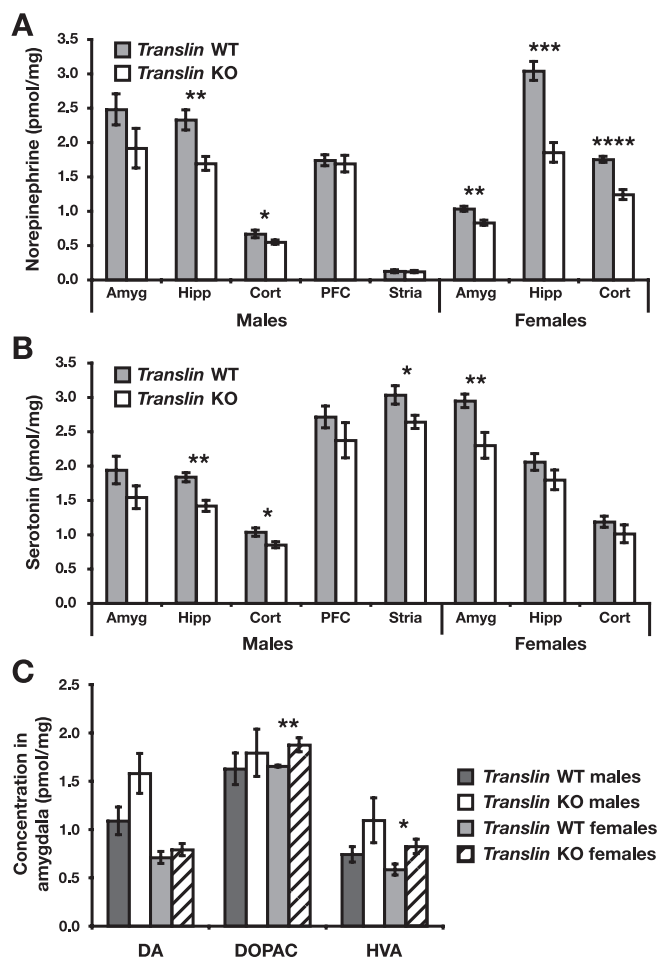 A
Norepinephrine (pmol/mg)
3.5
3.0
2.5
2.0
1.5
1.0
0.5
0.0
Translin WT
Translin KO
**
*
***
****
**
Amyg Hipp Cort PFC Stria Amyg Hipp Cort
Males Females
B
Serotonin (pmol/mg)
3.5
3.0
2.5
2.0
1.5
1.0
0.5
0.0
Translin WT
Translin KO
**
*
*
**
Amyg Hipp Cort PFC Stria Amyg Hipp Cort
Males Females
C
Concentration in
amygdala (pmol/mg)
2.5
2.0
1.5
1.0
0.5
0.0
**
*
DA DOPAC HVA
Translin WT males
Translin KO males
Translin WT females
Translin KO females